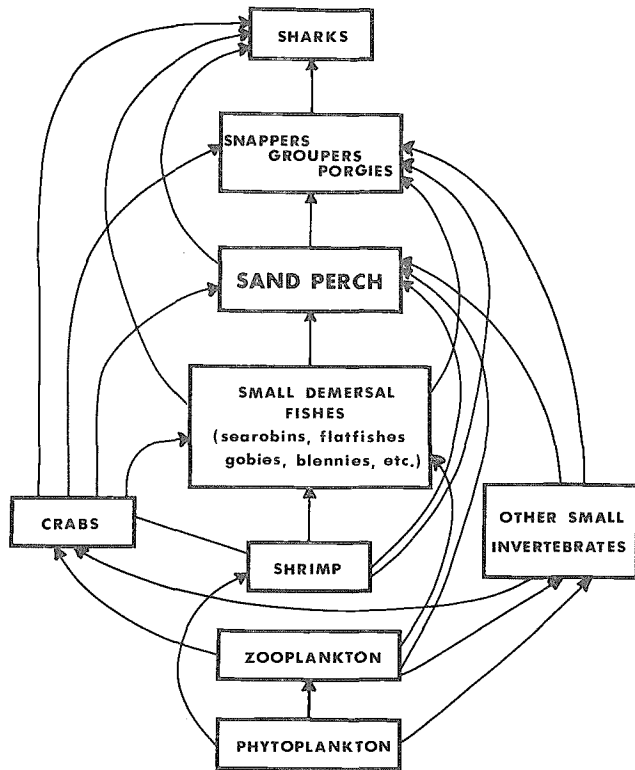 SHARKS
SNAPPERS
GROUPERS
PORGIES
SAND PERCH
SMALL DEMERSAL
FISHES
(searobins, flatfishes
gobies, blennies, etc.)
CRABS
OTHER SMALL
INVERTEBRATES
SHRIMP
ZOOPLANKTON
PHYTOPLANKTON